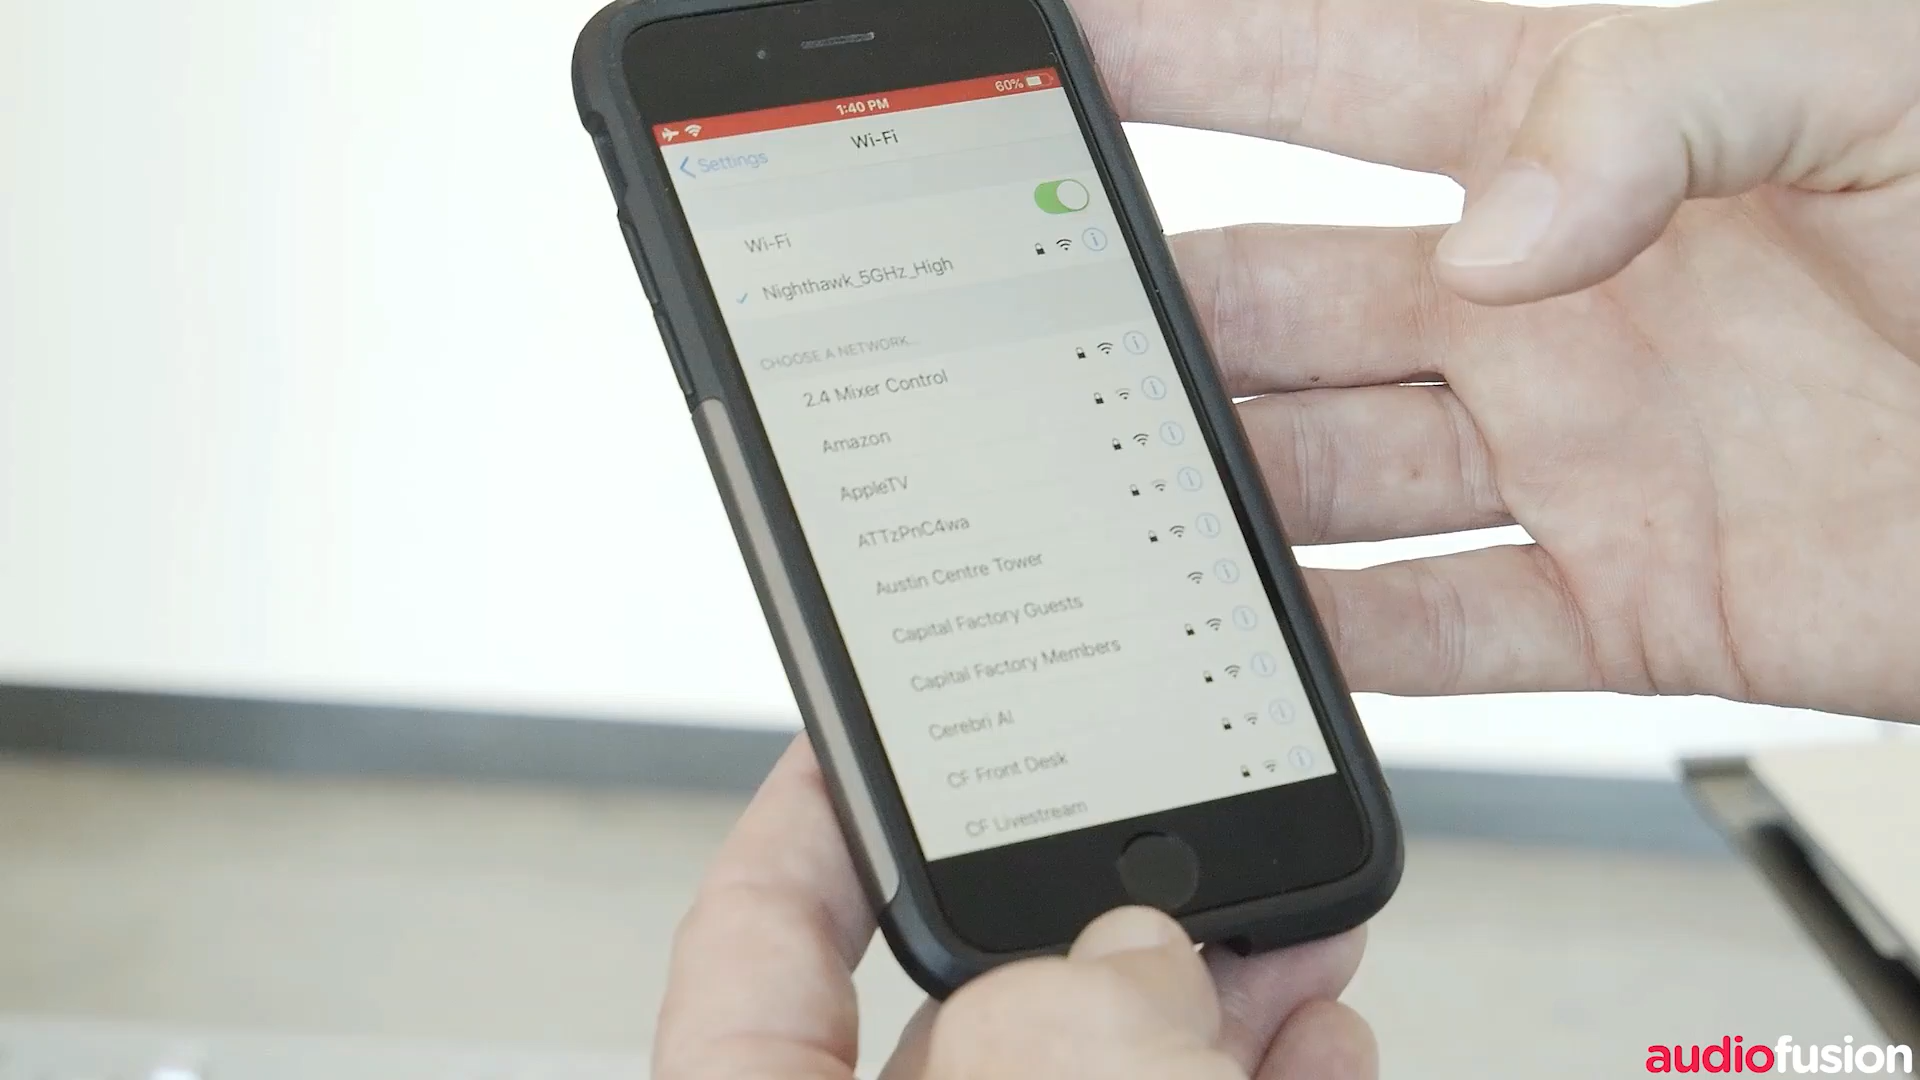 1:40 PM
60%
Settings
Wi-Fi
Wi-Fi
Nighthawk_5GHz_High
CHOOSE A NETWORK...
2.4 Mixer Control
Amazon
AppleTV
ATTzPnC4wa
Austin Centre Tower
Capital Factory Guests
Capital Factory Members
Cerebri AI
CF Front Desk
CF Livestream
audiofusion